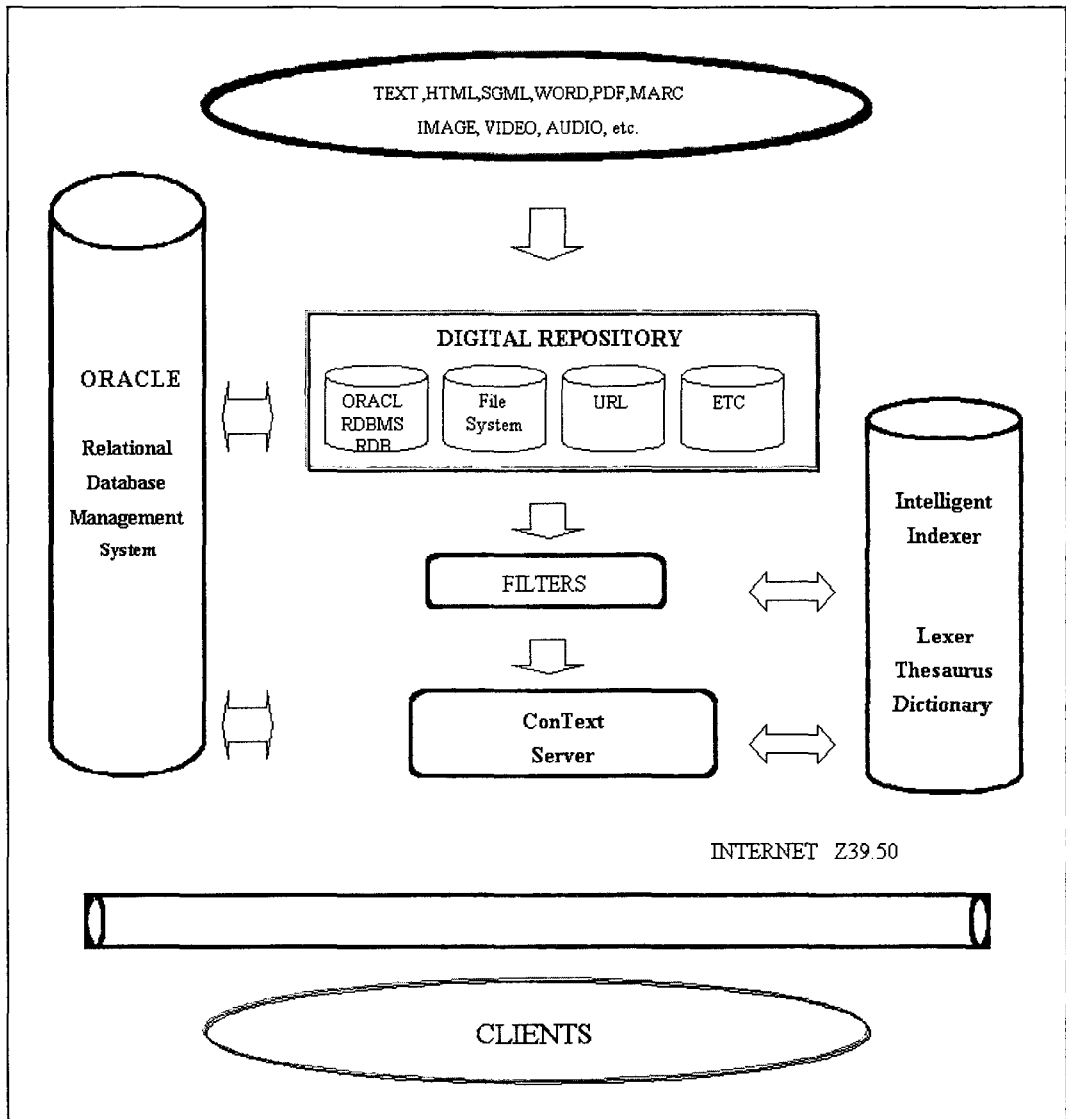 TEXT ,HTML,SGML,WORD,PDF,MARC
IMAGE, VIDEO, AUDIO, etc.
ORACLE
Relational
Database
Management
System
DIGITAL REPOSITORY
ORACL
RDBMS
RDB
File
System
URL
ETC
FILTERS
ConText
Server
Intelligent
Indexer
Lexer
Thesaurus
Dictionary
INTERNET Z39.50
CLIENTS